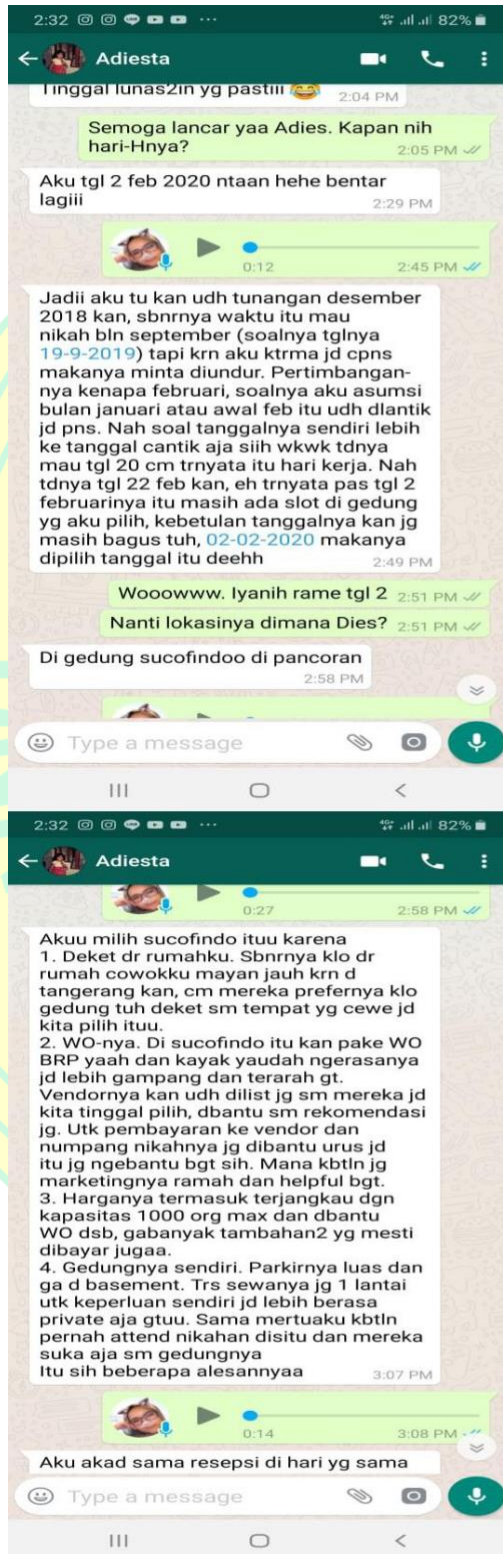 2:32 82%
Adiesta
Tinggal lunas2in yg pastiii 😂 2:04 PM
Semoga lancar yaa Adies. Kapan nih
hari-Hnya? 2:05 PM
Aku tgl 2 feb 2020 ntaan hehe bentar
lagiii 2:29 PM
0:12 2:45 PM
Jadii aku tu kan udh tunangan desember
2018 kan, sbnrnya waktu itu mau
nikah bln september (soalnya tglnya
19-9-2019) tapi krn aku ktrma jd cpns
makanya minta diundur. Pertimbangan-
nya kenapa februari, soalnya aku asumsi
bulan januari atau awal feb itu udh dlantik
jd pns. Nah soal tanggalnya sendiri lebih
ke tanggal cantik aja siih wkwk tdnya
mau tgl 20 cm trnyata itu hari kerja. Nah
tdnya tgl 22 feb kan, eh trnyata pas tgl 2
februarinya itu masih ada slot di gedung
yg aku pilih, kebetulan tanggalnya kan jg
masih bagus tuh, 02-02-2020 makanya
dipilih tanggal itu deehh 2:49 PM
Wooowww. Iyanih rame tgl 2 2:51 PM
Nanti lokasinya dimana Dies? 2:51 PM
Di gedung sucofindoo di pancoran
2:58 PM
Type a message
2:32 82%
Adiesta
0:27 2:58 PM
Akuu milih sucofindo ituu karena
1. Deket dr rumahku. Sbnrnya klo dr
rumah cowokku mayan jauh krn d
tangerang kan, cm mereka prefernya klo
gedung tuh deket sm tempat yg cewe jd
kita pilih ituu.
2. WO-nya. Di sucofindo itu kan pake WO
BRP yaah dan kayak yaudah ngerasanya
jd lebih gampang dan terarah gt.
Vendornya kan udh dilist jg sm mereka jd
kita tinggal pilih, dbantu sm rekomendasi
jg. Utk pembayaran ke vendor dan
numpang nikahnya jg dibantu urus jd
itu jg ngebantu bgt sih. Mana kbtln jg
marketingnya ramah dan helpful bgt.
3. Harganya termasuk terjangkau dgn
kapasitas 1000 org max dan dbantu
WO dsb, gabanyak tambahan2 yg mesti
dibayar jugaa.
4. Gedungnya sendiri. Parkirnya luas dan
ga d basement. Trs sewanya jg 1 lantai
utk keperluan sendiri jd lebih berasa
private aja gtuu. Sama mertuaku kbtln
pernah attend nikahan disitu dan mereka
suka aja sm gedungnya
Itu sih beberapa alesannyaa 3:07 PM
0:14 3:08 PM
Aku akad sama resepsi di hari yg sama
Type a message